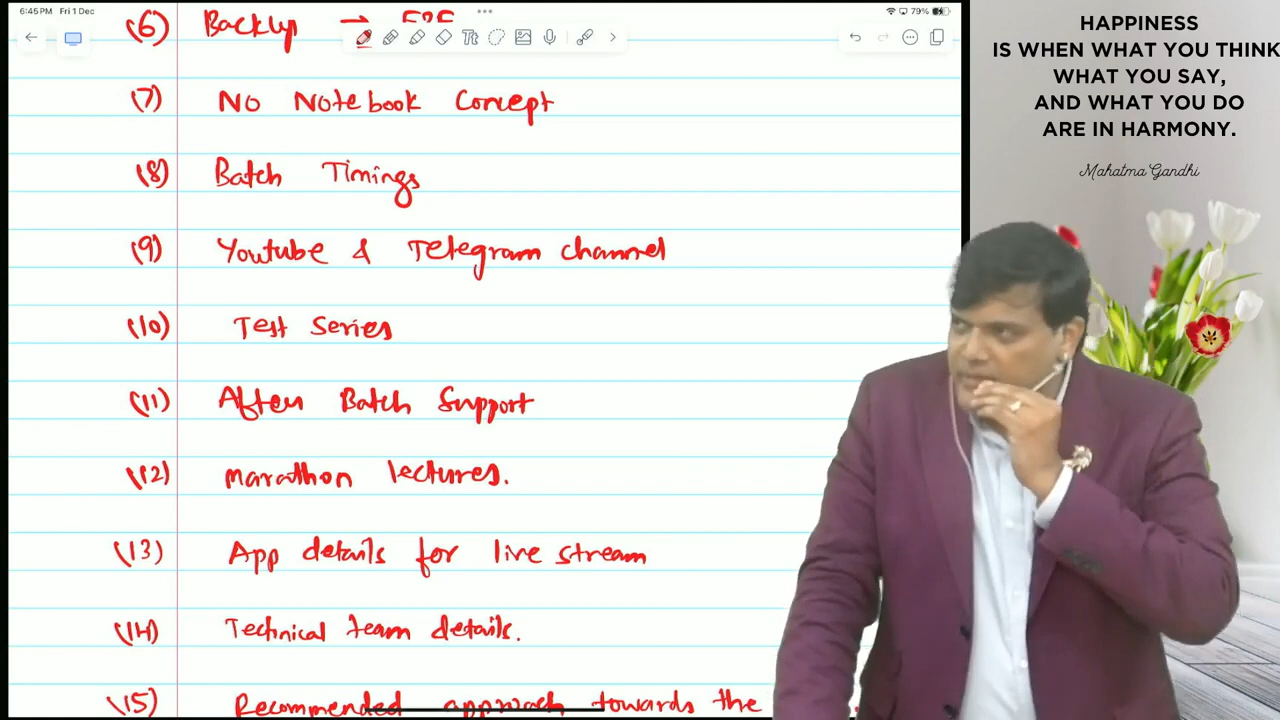 6:45 PM Fri 1 Dec
79%
HAPPINESS
IS WHEN WHAT YOU THINK
WHAT YOU SAY,
AND WHAT YOU DO
ARE IN HARMONY.
Mahatma Gandhi
(6) Backup →
(7) No Notebook Concept
(8) Batch Timings
(9) Youtube & Telegram channel
(10) Test Series
(11) After Batch Support
(12) Marathon lectures.
(13) App details for live stream
(14) Technical team details.
(15) Recommended approach towards the